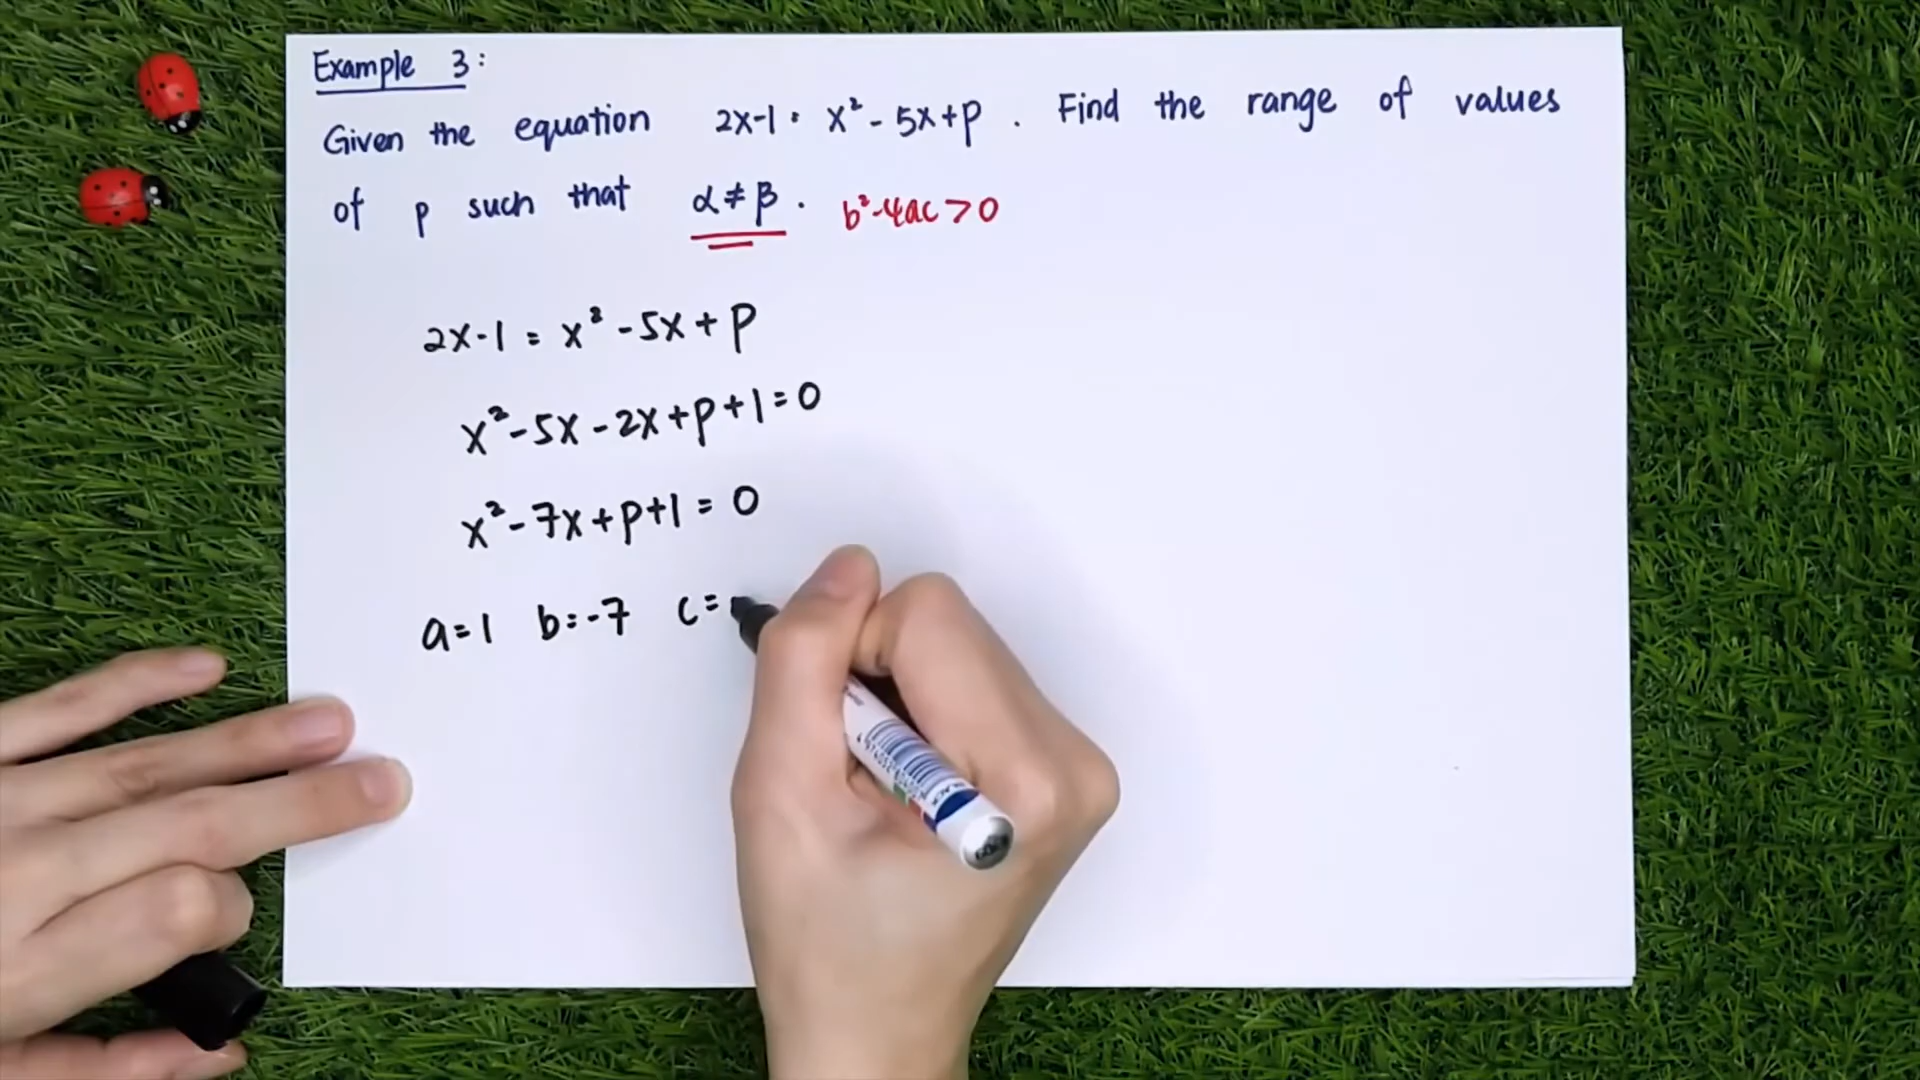 Example 3:
Given the equation 2x-1 = x² - 5x+p . Find the range of values
of p such that α ≠ β . b²-4ac > 0
2x-1 = x² - 5x + p
x² - 5x - 2x + p + 1 = 0
x² - 7x + p+1 = 0
a=1 b=-7 c=
BLACK